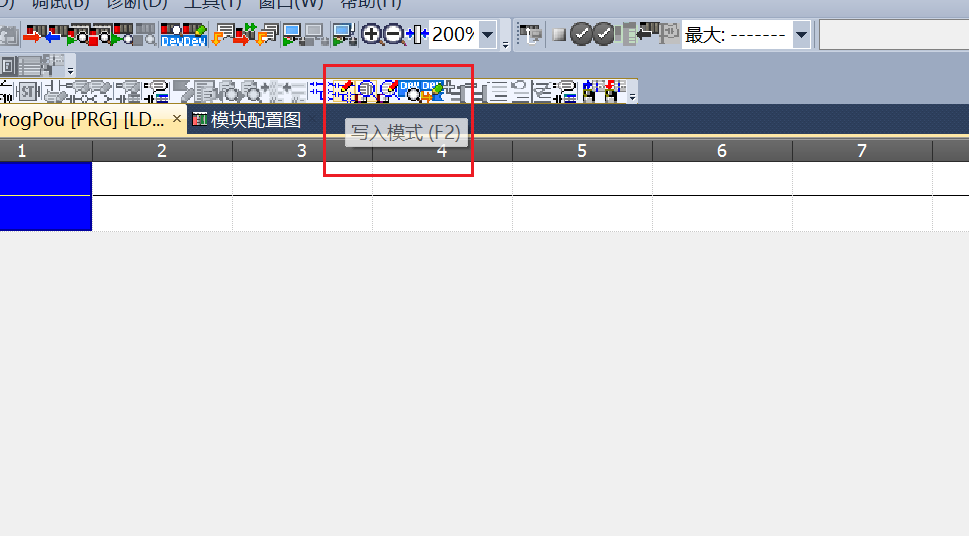 调试(B) 诊断(D) 工具(T) 窗口(W) 帮助(H)
200% 最大: -------
ProgPou [PRG] [LD... × 模块配置图
写入模式 (F2)
1 2 3 4 5 6 7